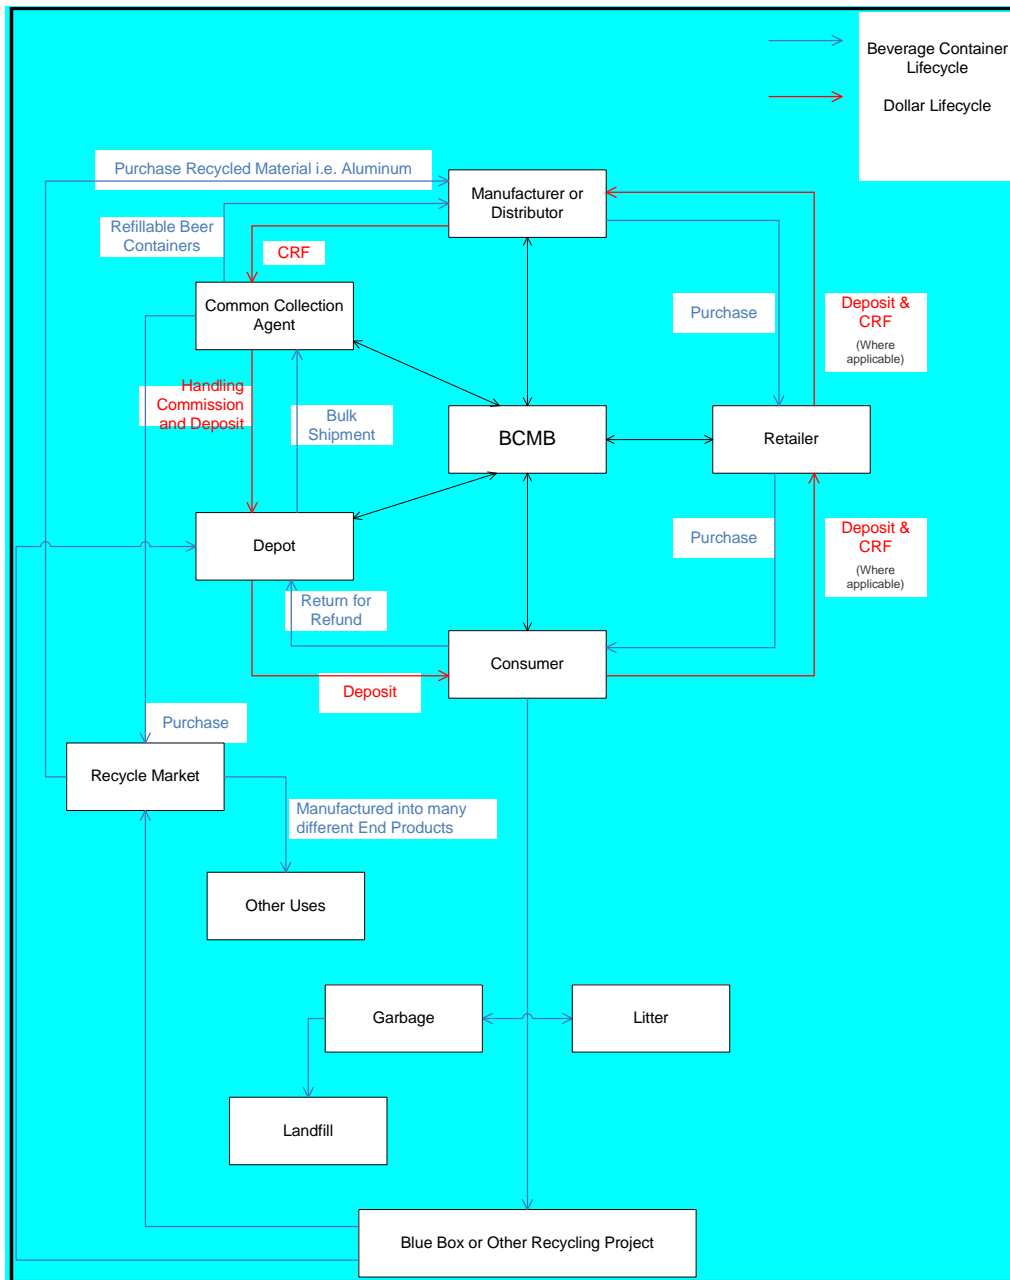 Beverage Container
Lifecycle
Dollar Lifecycle
Purchase Recycled Material i.e. Aluminum
Manufacturer or
Distributor
Refillable Beer
Containers
CRF
Common Collection
Agent
Purchase
Deposit &
CRF
(Where
applicable)
Handling
Commission
and Deposit
Bulk
Shipment
BCMB
Retailer
Depot
Purchase
Deposit &
CRF
(Where
applicable)
Return for
Refund
Consumer
Deposit
Purchase
Recycle Market
Manufactured into many
different End Products
Other Uses
Garbage
Litter
Landfill
Blue Box or Other Recycling Project